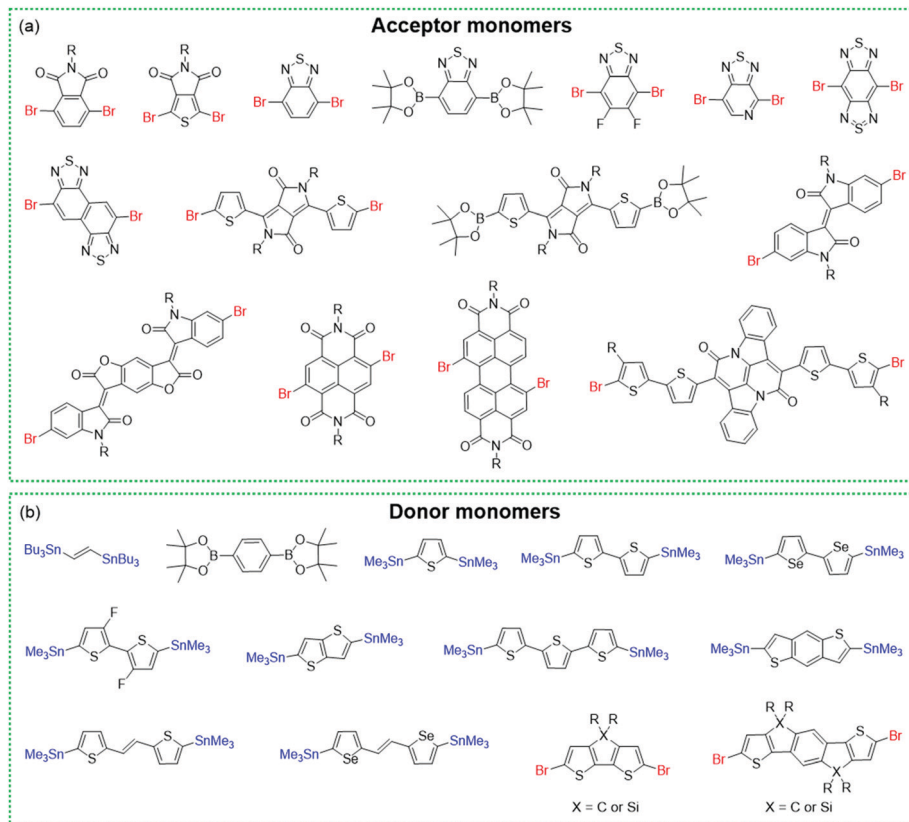 (a) Acceptor monomers
R R
N N S N N S N N S N N S N N S N
O O O O
Br Br Br S Br Br Br O B B O O O Br Br F F Br Br N Br Br N S N
N S N Br Br N S N
Br S O N R N R O S Br
O B O S O N R N R O S O B O
R N O Br Br O N R
R N O Br O O O O Br O N R
R N O O Br Br O O N R
R N O O Br Br O O N R
R Br S S O N N O S S Br R
(b) Donor monomers
Bu3Sn SnBu3
O B O O B O
Me3Sn S SnMe3
Me3Sn S S SnMe3
Me3Sn Se Se SnMe3
Me3Sn S F S F SnMe3
Me3Sn S S SnMe3
Me3Sn S S S SnMe3
Me3Sn S S SnMe3
Me3Sn S S SnMe3
Me3Sn Se Se SnMe3
R R X Br S S Br
X = C or Si
R R X Br S S Br X R R
X = C or Si